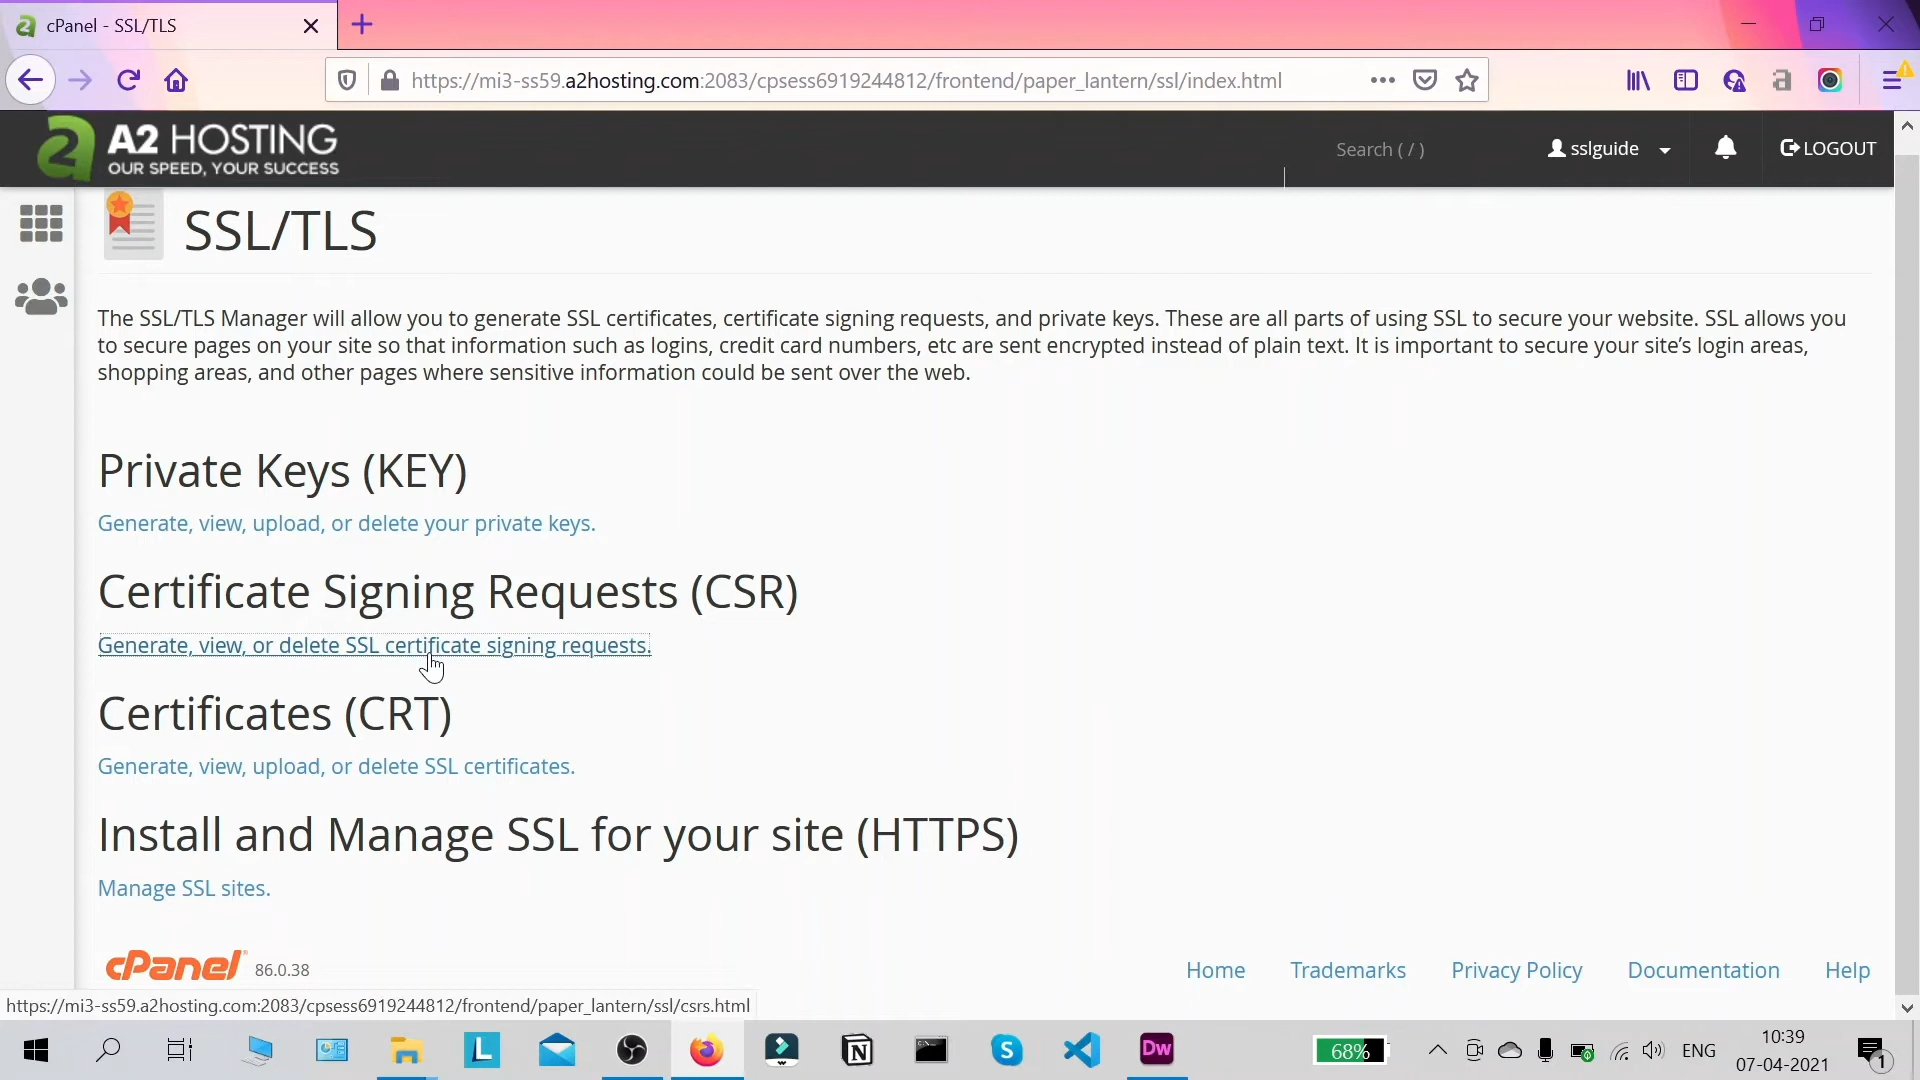 cPanel - SSL/TLS
https://mi3-ss59.a2hosting.com:2083/cpsess6919244812/frontend/paper_lantern/ssl/index.html
A2 HOSTING
OUR SPEED, YOUR SUCCESS
Search ( / )
sslguide
LOGOUT
SSL/TLS
The SSL/TLS Manager will allow you to generate SSL certificates, certificate signing requests, and private keys. These are all parts of using SSL to secure your website. SSL allows you
to secure pages on your site so that information such as logins, credit card numbers, etc are sent encrypted instead of plain text. It is important to secure your site’s login areas,
shopping areas, and other pages where sensitive information could be sent over the web.
Private Keys (KEY)
Generate, view, upload, or delete your private keys.
Certificate Signing Requests (CSR)
Generate, view, or delete SSL certificate signing requests.
Certificates (CRT)
Generate, view, upload, or delete SSL certificates.
Install and Manage SSL for your site (HTTPS)
Manage SSL sites.
cPanel 86.0.38
Home Trademarks Privacy Policy Documentation Help
https://mi3-ss59.a2hosting.com:2083/cpsess6919244812/frontend/paper_lantern/ssl/csrs.html
L
N
S
Dw
68%
ENG
10:39
07-04-2021
1